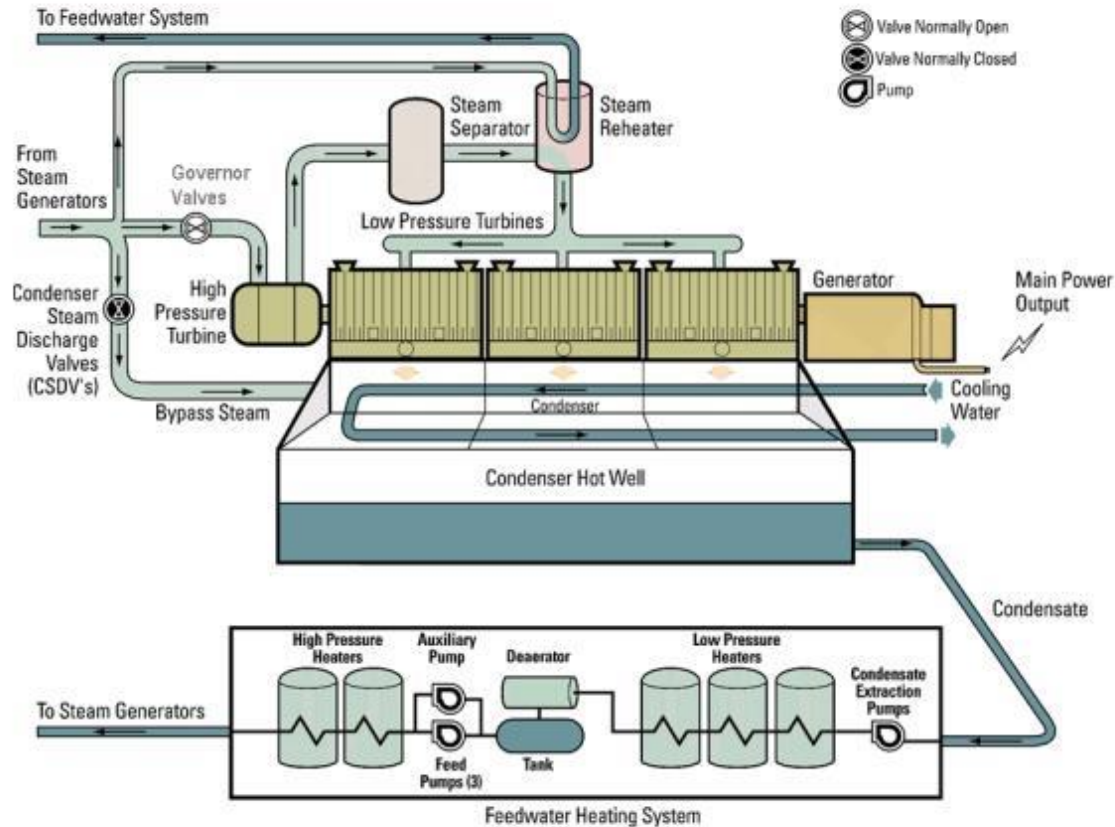 To Feedwater System
Valve Normally Open
Valve Normally Closed
Pump
Steam
Separator
Steam
Reheater
From
Steam
Generators
Governor
Valves
Low Pressure Turbines
Condenser
Steam
Discharge
Valves
(CSDV's)
High
Pressure
Turbine
Generator
Main Power
Output
Bypass Steam
Condenser
Cooling
Water
Condenser Hot Well
Condensate
High Pressure
Heaters
Auxiliary
Pump
Deaerator
Low Pressure
Heaters
Condensate
Extraction
Pumps
To Steam Generators
Feed
Pumps (3)
Tank
Feedwater Heating System